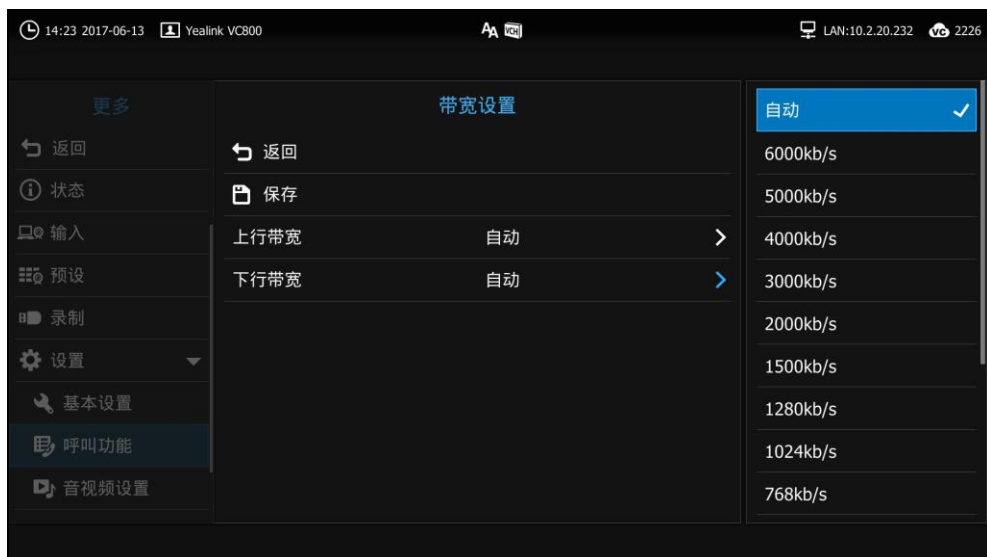 14:23 2017-06-13 Yealink VC800 AA VCH LAN:10.2.20.232 VC 2226
更多
返回
状态
输入
预设
录制
设置
基本设置
呼叫功能
音视频设置
带宽设置
返回
保存
上行带宽 自动
下行带宽 自动
自动
6000kb/s
5000kb/s
4000kb/s
3000kb/s
2000kb/s
1500kb/s
1280kb/s
1024kb/s
768kb/s